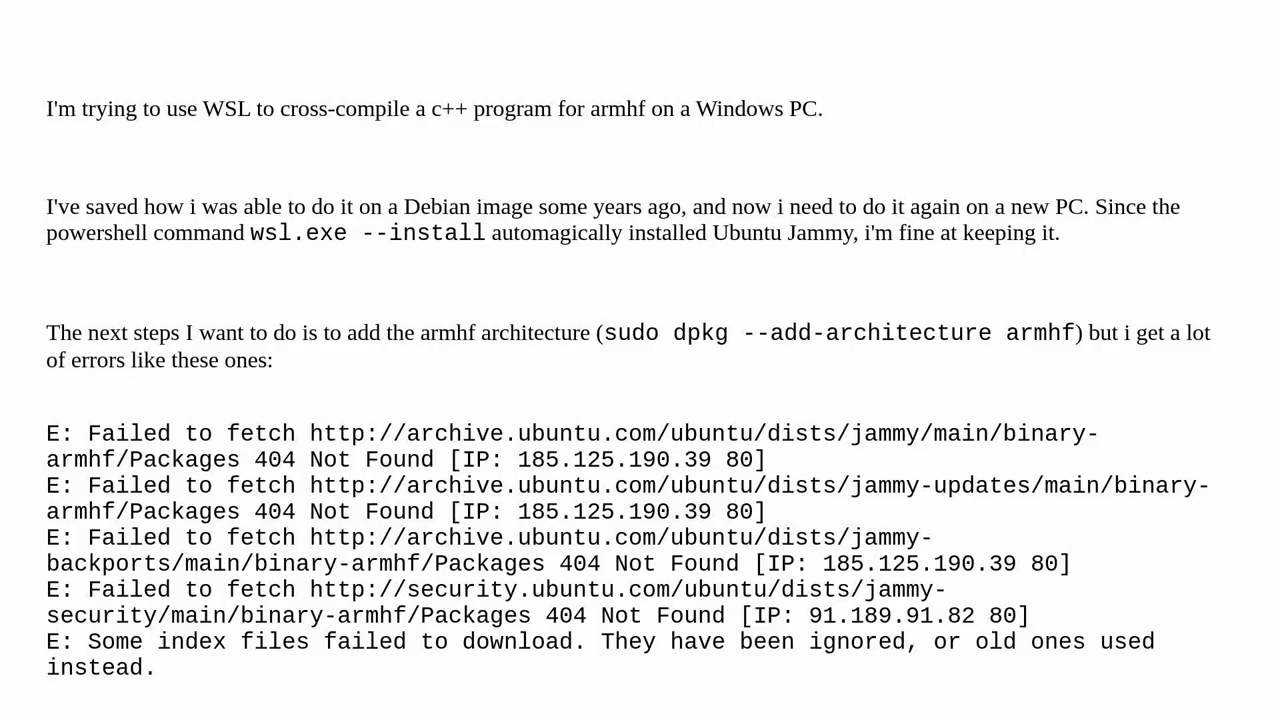 I'm trying to use WSL to cross-compile a c++ program for armhf on a Windows PC.
I've saved how i was able to do it on a Debian image some years ago, and now i need to do it again on a new PC. Since the
powershell command wsl.exe --install automagically installed Ubuntu Jammy, i'm fine at keeping it.
The next steps I want to do is to add the armhf architecture (sudo dpkg --add-architecture armhf) but i get a lot
of errors like these ones:
E: Failed to fetch http://archive.ubuntu.com/ubuntu/dists/jammy/main/binary-
armhf/Packages 404 Not Found [IP: 185.125.190.39 80]
E: Failed to fetch http://archive.ubuntu.com/ubuntu/dists/jammy-updates/main/binary-
armhf/Packages 404 Not Found [IP: 185.125.190.39 80]
E: Failed to fetch http://archive.ubuntu.com/ubuntu/dists/jammy-
backports/main/binary-armhf/Packages 404 Not Found [IP: 185.125.190.39 80]
E: Failed to fetch http://security.ubuntu.com/ubuntu/dists/jammy-
security/main/binary-armhf/Packages 404 Not Found [IP: 91.189.91.82 80]
E: Some index files failed to download. They have been ignored, or old ones used
instead.